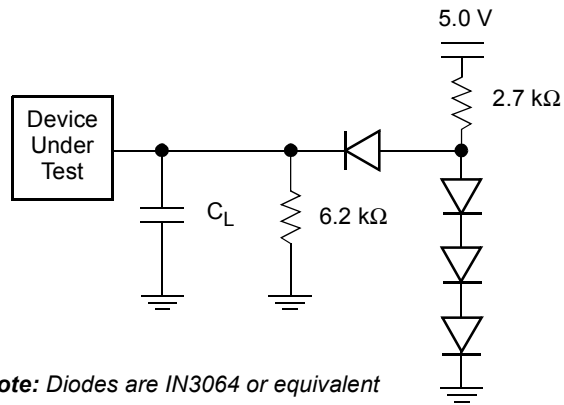 5.0 V
2.7 kΩ
Device
Under
Test
C_L
6.2 kΩ
ote: Diodes are IN3064 or equivalent